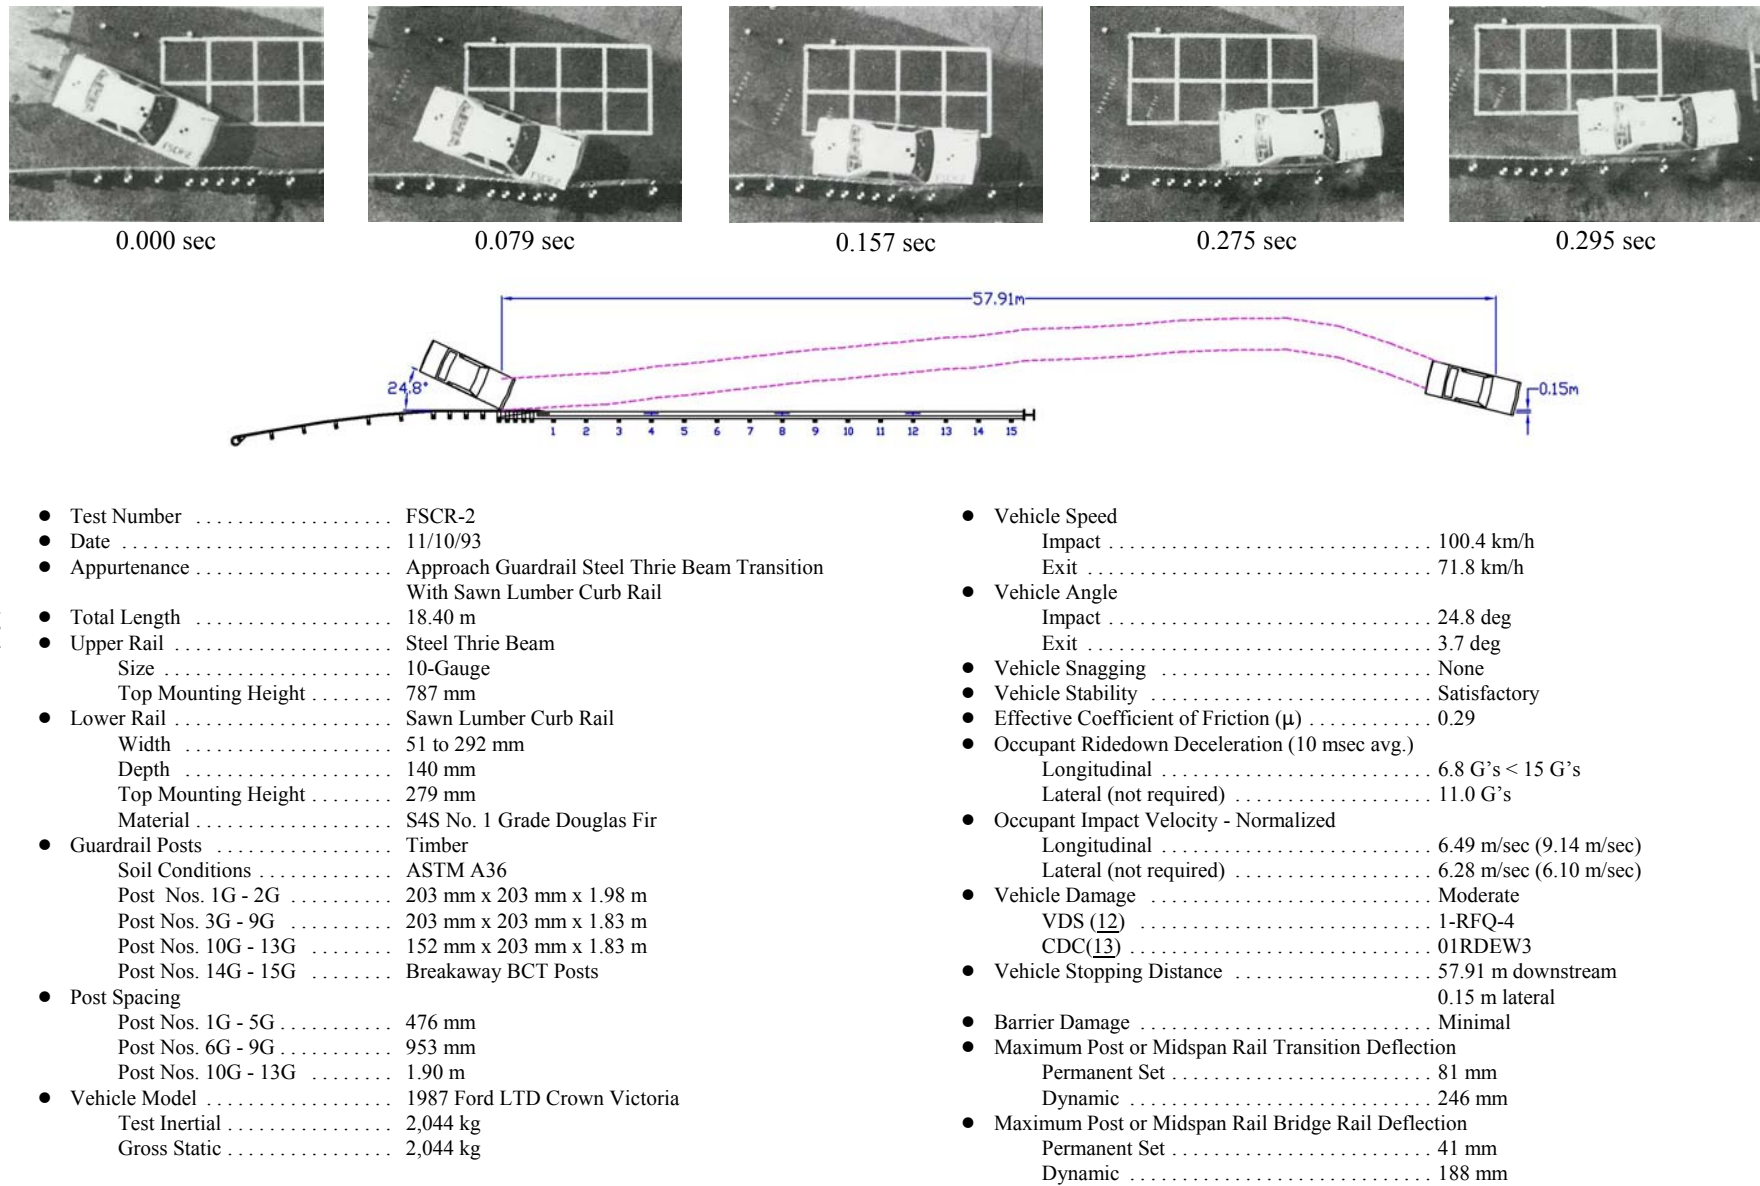 0.000 sec
0.079 sec
0.157 sec
0.275 sec
0.295 sec
57.91m
24.8°
0.15m
1 2 3 4 5 6 7 8 9 10 11 12 13 14 15
● Test Number . . . . . . . . . . . . . . . . . . . FSCR-2
● Date . . . . . . . . . . . . . . . . . . . . . . . . . . 11/10/93
● Appurtenance . . . . . . . . . . . . . . . . . . . Approach Guardrail Steel Thrie Beam Transition
With Sawn Lumber Curb Rail
● Total Length . . . . . . . . . . . . . . . . . . . 18.40 m
● Upper Rail . . . . . . . . . . . . . . . . . . . . . Steel Thrie Beam
Size . . . . . . . . . . . . . . . . . . . . . . . 10-Gauge
Top Mounting Height . . . . . . . . 787 mm
● Lower Rail . . . . . . . . . . . . . . . . . . . . . Sawn Lumber Curb Rail
Width . . . . . . . . . . . . . . . . . . . . 51 to 292 mm
Depth . . . . . . . . . . . . . . . . . . . . 140 mm
Top Mounting Height . . . . . . . . 279 mm
Material . . . . . . . . . . . . . . . . . . . S4S No. 1 Grade Douglas Fir
● Guardrail Posts . . . . . . . . . . . . . . . . . Timber
Soil Conditions . . . . . . . . . . . . . ASTM A36
Post Nos. 1G - 2G . . . . . . . . . . 203 mm x 203 mm x 1.98 m
Post Nos. 3G - 9G . . . . . . . . . . 203 mm x 203 mm x 1.83 m
Post Nos. 10G - 13G . . . . . . . . 152 mm x 203 mm x 1.83 m
Post Nos. 14G - 15G . . . . . . . . Breakaway BCT Posts
● Post Spacing
Post Nos. 1G - 5G . . . . . . . . . . . 476 mm
Post Nos. 6G - 9G . . . . . . . . . . . 953 mm
Post Nos. 10G - 13G . . . . . . . . 1.90 m
● Vehicle Model . . . . . . . . . . . . . . . . . . 1987 Ford LTD Crown Victoria
Test Inertial . . . . . . . . . . . . . . . . 2,044 kg
Gross Static . . . . . . . . . . . . . . . . 2,044 kg
● Vehicle Speed
Impact . . . . . . . . . . . . . . . . . . . . . . . . . . . . . . . 100.4 km/h
Exit . . . . . . . . . . . . . . . . . . . . . . . . . . . . . . . . . 71.8 km/h
● Vehicle Angle
Impact . . . . . . . . . . . . . . . . . . . . . . . . . . . . . . . 24.8 deg
Exit . . . . . . . . . . . . . . . . . . . . . . . . . . . . . . . . . 3.7 deg
● Vehicle Snagging . . . . . . . . . . . . . . . . . . . . . . . . . . None
● Vehicle Stability . . . . . . . . . . . . . . . . . . . . . . . . . . . Satisfactory
● Effective Coefficient of Friction (μ) . . . . . . . . . . . . 0.29
● Occupant Ridedown Deceleration (10 msec avg.)
Longitudinal . . . . . . . . . . . . . . . . . . . . . . . . . . 6.8 G's < 15 G's
Lateral (not required) . . . . . . . . . . . . . . . . . . . 11.0 G's
● Occupant Impact Velocity - Normalized
Longitudinal . . . . . . . . . . . . . . . . . . . . . . . . . . 6.49 m/sec (9.14 m/sec)
Lateral (not required) . . . . . . . . . . . . . . . . . . . 6.28 m/sec (6.10 m/sec)
● Vehicle Damage . . . . . . . . . . . . . . . . . . . . . . . . . . . Moderate
VDS (12) . . . . . . . . . . . . . . . . . . . . . . . . . . . . . 1-RFQ-4
CDC(13) . . . . . . . . . . . . . . . . . . . . . . . . . . . . . 01RDEW3
● Vehicle Stopping Distance . . . . . . . . . . . . . . . . . . . 57.91 m downstream
0.15 m lateral
● Barrier Damage . . . . . . . . . . . . . . . . . . . . . . . . . . . . . Minimal
● Maximum Post or Midspan Rail Transition Deflection
Permanent Set . . . . . . . . . . . . . . . . . . . . . . . . . 81 mm
Dynamic . . . . . . . . . . . . . . . . . . . . . . . . . . . . . 246 mm
● Maximum Post or Midspan Rail Bridge Rail Deflection
Permanent Set . . . . . . . . . . . . . . . . . . . . . . . . . 41 mm
Dynamic . . . . . . . . . . . . . . . . . . . . . . . . . . . . . 188 mm